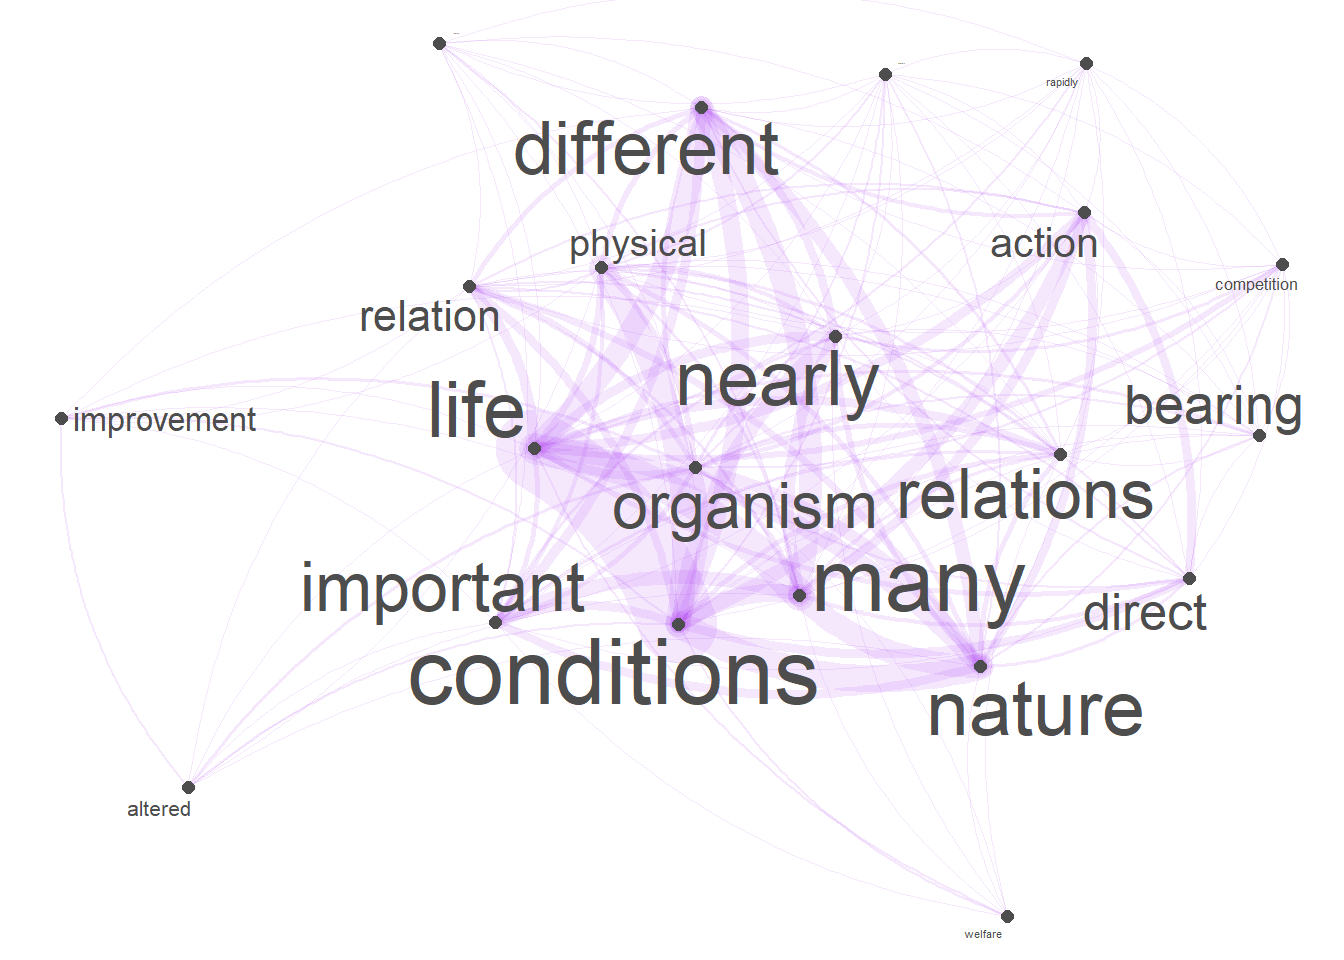 rapidly
different
physical
action
competition
relation
nearly
life
bearing
improvement
organism
relations
important
many
direct
conditions
nature
altered
welfare